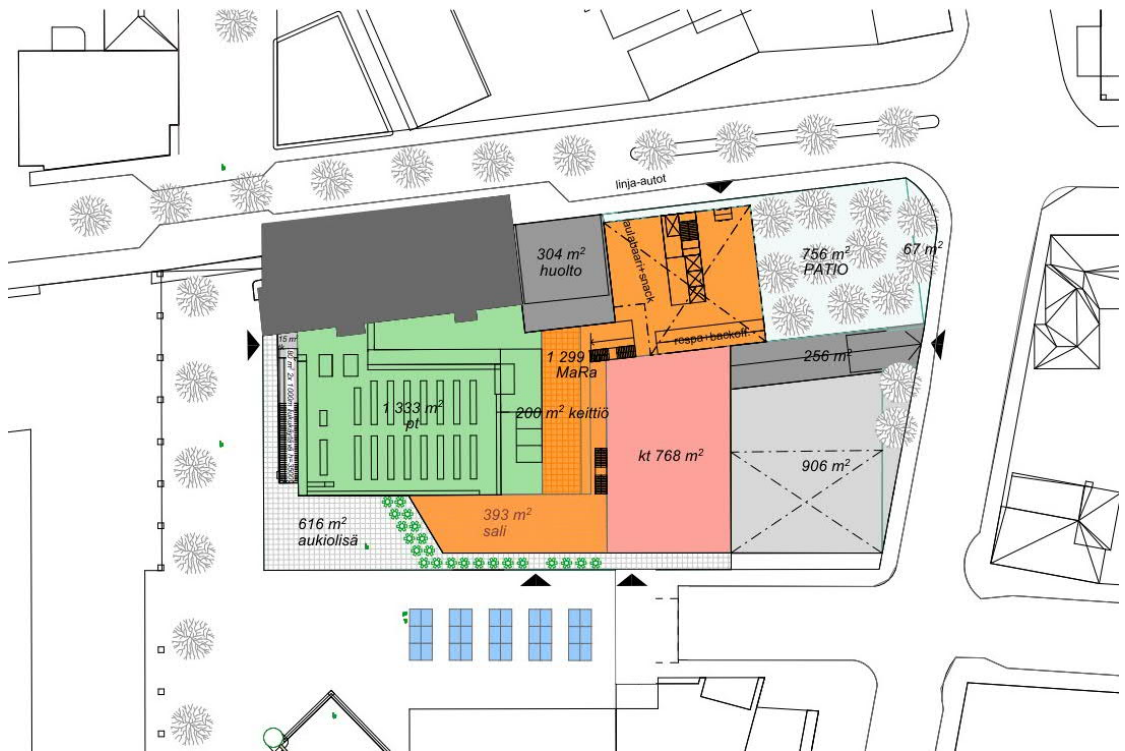 linja-autot
304 m²
huolto
aulabaari+snack
756 m²
PATIO
67 m²
15 m²
1 299
MaRa
rospa+backoff
256 m²
1 333 m²
pt
200 m² keittiö
kt 768 m²
906 m²
393 m²
sali
616 m²
aukiolisä